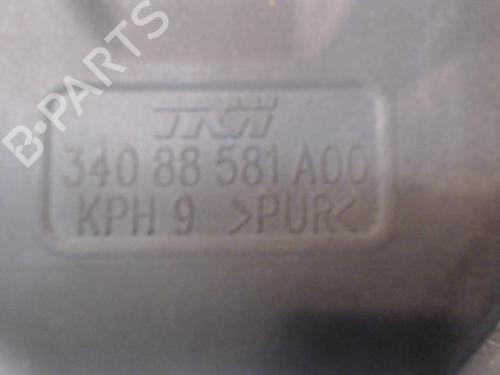 B-PARTS
TRW
340 88 581 A00
KPH 9 >PUR<